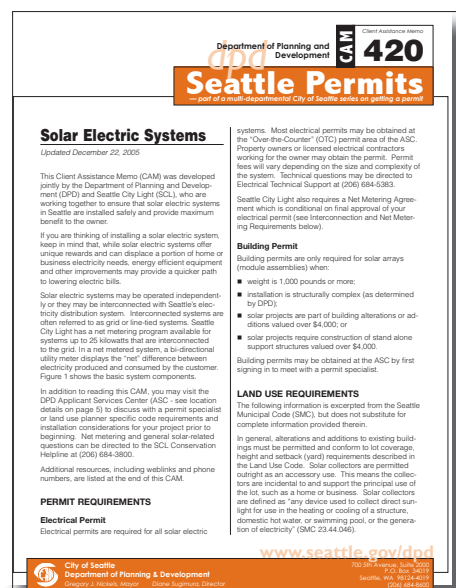 Client Assistance Memo
CAM
420
dpd
Department of Planning and
Development
Seattle Permits
— part of a multi-departmental City of Seattle series on getting a permit
Solar Electric Systems
Updated December 22, 2005
This Client Assistance Memo (CAM) was developed
jointly by the Department of Planning and Develop-
ment (DPD) and Seattle City Light (SCL), who are
working together to ensure that solar electric systems
in Seattle are installed safely and provide maximum
benefit to the owner.
If you are thinking of installing a solar electric system,
keep in mind that, while solar electric systems offer
unique rewards and can displace a portion of home or
business electricity needs, energy efficient equipment
and other improvements may provide a quicker path
to lowering electric bills.
Solar electric systems may be operated independent-
ly or they may be interconnected with Seattle's elec-
tricity distribution system. Interconnected systems are
often referred to as grid or line-tied systems. Seattle
City Light has a net metering program available for
systems up to 25 kilowatts that are interconnected
to the grid. In a net metered system, a bi-directional
utility meter displays the "net" difference between
electricity produced and consumed by the customer.
Figure 1 shows the basic system components.
In addition to reading this CAM, you may visit the
DPD Applicant Services Center (ASC - see location
details on page 5) to discuss with a permit specialist
or land use planner specific code requirements and
installation considerations for your project prior to
beginning. Net metering and general solar-related
questions can be directed to the SCL Conservation
Helpline at (206) 684-3800.
Additional resources, including weblinks and phone
numbers, are listed at the end of this CAM.
PERMIT REQUIREMENTS
Electrical Permit
Electrical permits are required for all solar electric
systems. Most electrical permits may be obtained at
the "Over-the-Counter" (OTC) permit area of the ASC.
Property owners or licensed electrical contractors
working for the owner may obtain the permit. Permit
fees will vary depending on the size and complexity of
the system. Technical questions may be directed to
Electrical Technical Support at (206) 684-5383.
Seattle City Light also requires a Net Metering Agree-
ment which is conditional on final approval of your
electrical permit (see Interconnection and Net Meter-
ing Requirements below).
Building Permit
Building permits are only required for solar arrays
(module assemblies) when:
■ weight is 1,000 pounds or more;
■ installation is structurally complex (as determined
by DPD);
■ solar projects are part of building alterations or ad-
ditions valued over $4,000; or
■ solar projects require construction of stand alone
support structures valued over $4,000.
Building permits may be obtained at the ASC by first
signing in to meet with a permit specialist.
LAND USE REQUIREMENTS
The following information is excerpted from the Seattle
Municipal Code (SMC), but does not substitute for
complete information provided therein.
In general, alterations and additions to existing build-
ings must be permitted and conform to lot coverage,
height and setback (yard) requirements described in
the Land Use Code. Solar collectors are permitted
outright as an accessory use. This means the collec-
tors are incidental to and support the principal use of
the lot, such as a home or business. Solar collectors
are defined as "any device used to collect direct sun-
light for use in the heating or cooling of a structure,
domestic hot water, or swimming pool, or the genera-
tion of electricity" (SMC 23.44.046).
www.seattle.gov/dpd
City of Seattle
Department of Planning & Development
Gregory J. Nickels, Mayor Diane Sugimura, Director
700 5th Avenue, Suite 2000
P.O. Box 34019
Seattle, WA 98124-4019
(206) 684-8600